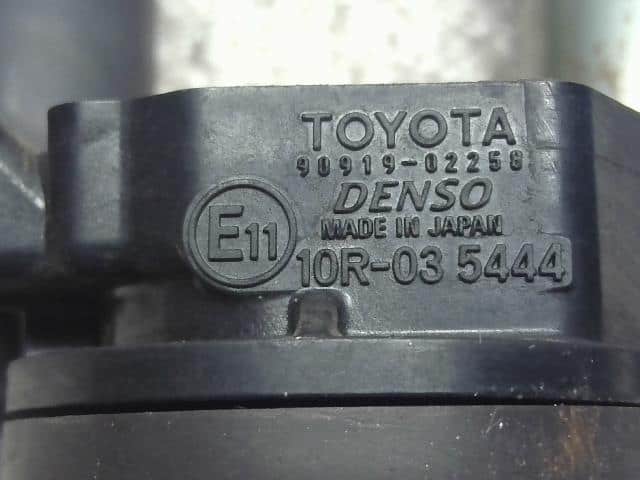 TOYOTA
90919-02258
DENSO
MADE IN JAPAN
E11
10R-03 5444